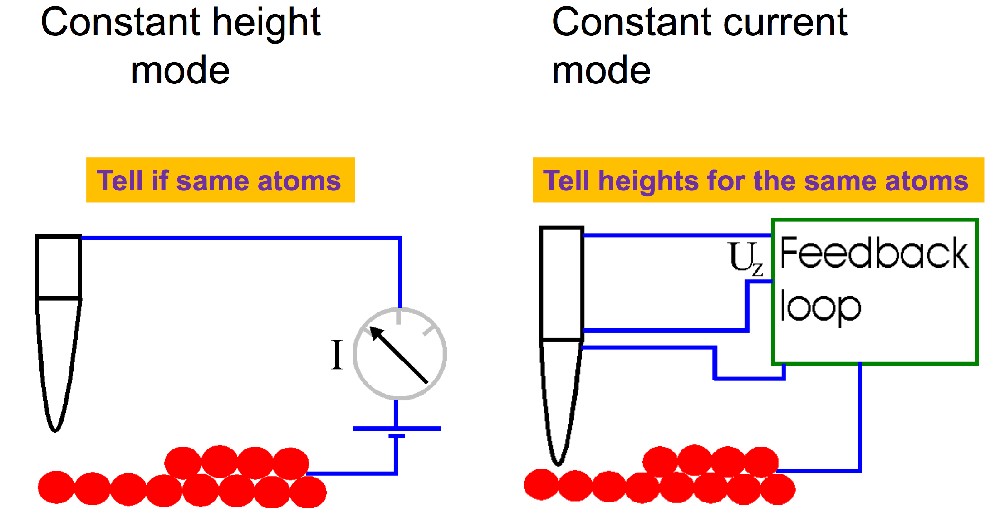 Constant height
mode
Tell if same atoms
I
Constant current
mode
Tell heights for the same atoms
Uz
Feedback
loop